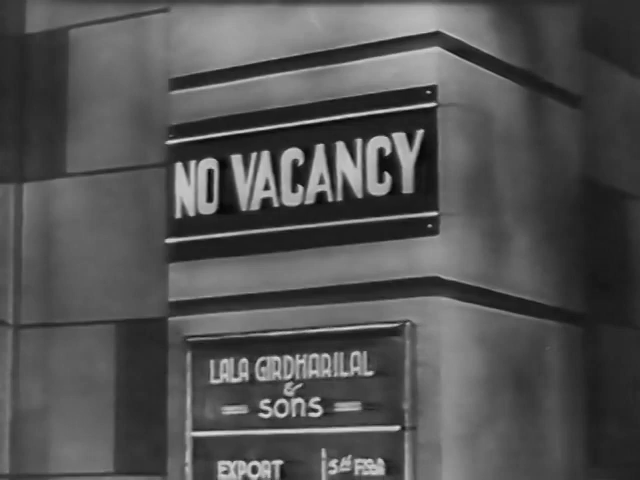 NO VACANCY
LALA GIRDHARILAL
&
SONS
EXPORT